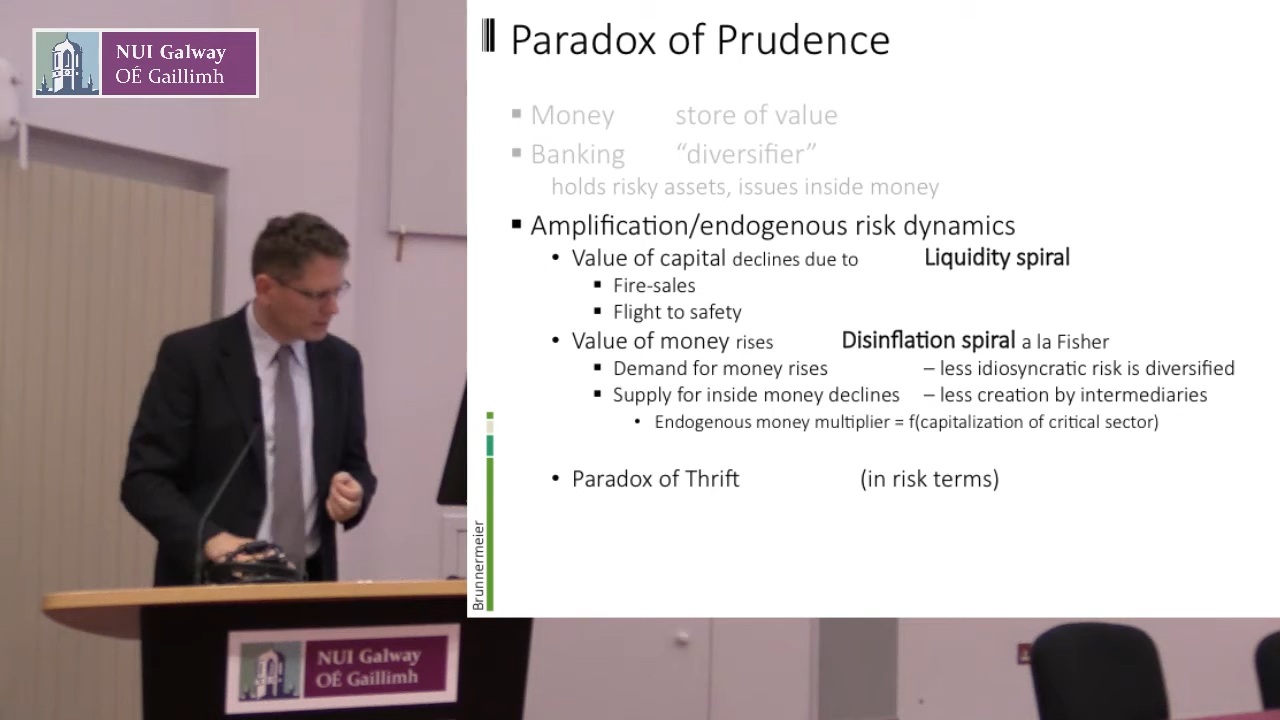 NUI Galway
OÉ Gaillimh
Paradox of Prudence
Money store of value
Banking “diversifier”
holds risky assets, issues inside money
Amplification/endogenous risk dynamics
Value of capital declines due to Liquidity spiral
Fire-sales
Flight to safety
Value of money rises Disinflation spiral a la Fisher
Demand for money rises – less idiosyncratic risk is diversified
Supply for inside money declines – less creation by intermediaries
Endogenous money multiplier = f(capitalization of critical sector)
Paradox of Thrift (in risk terms)
Brunnermeier
NUI Galway
OÉ Gaillimh